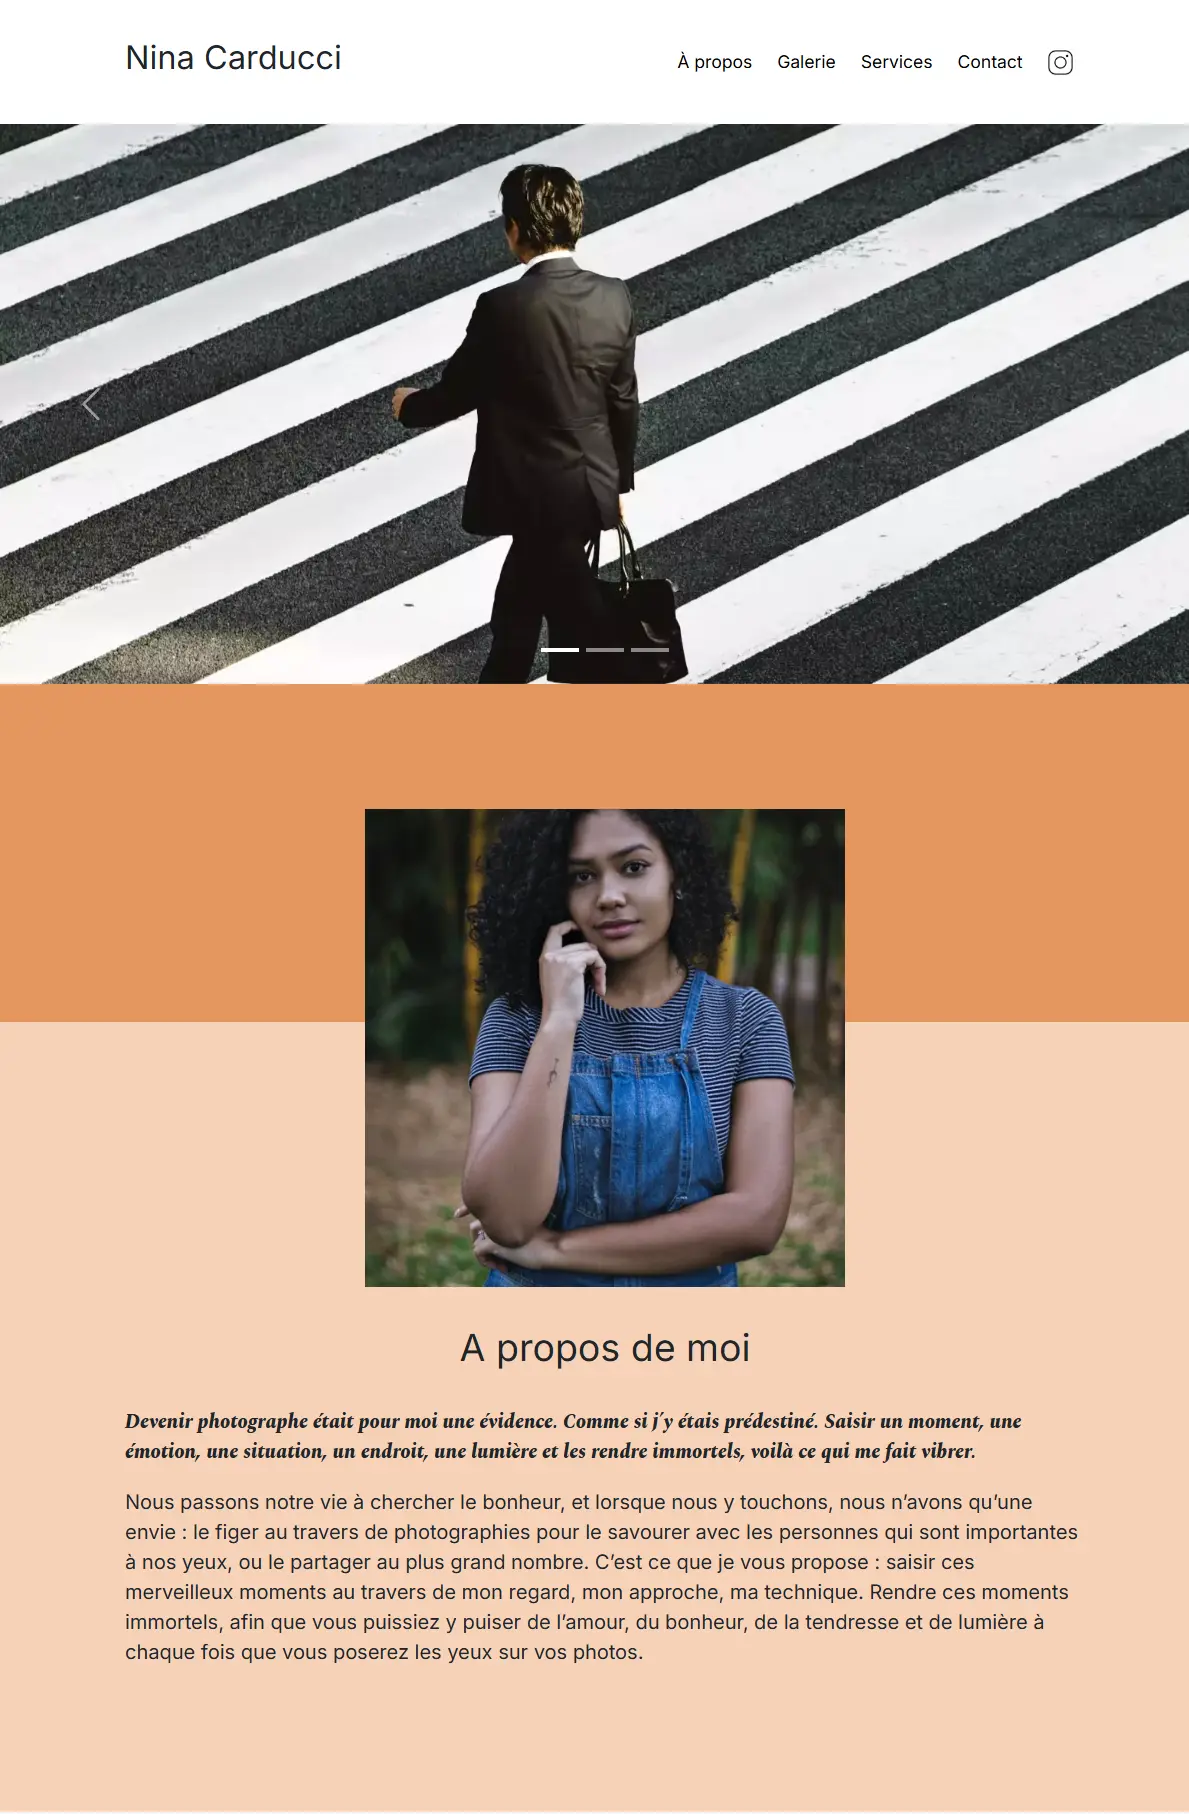 Nina Carducci
À propos Galerie Services Contact
A propos de moi
Devenir photographe était pour moi une évidence. Comme si j'y étais prédestiné. Saisir un moment, une
émotion, une situation, un endroit, une lumière et les rendre immortels, voilà ce qui me fait vibrer.
Nous passons notre vie à chercher le bonheur, et lorsque nous y touchons, nous n’avons qu’une
envie : le figer au travers de photographies pour le savourer avec les personnes qui sont importantes
à nos yeux, ou le partager au plus grand nombre. C’est ce que je vous propose : saisir ces
merveilleux moments au travers de mon regard, mon approche, ma technique. Rendre ces moments
immortels, afin que vous puissiez y puiser de l’amour, du bonheur, de la tendresse et de lumière à
chaque fois que vous poserez les yeux sur vos photos.